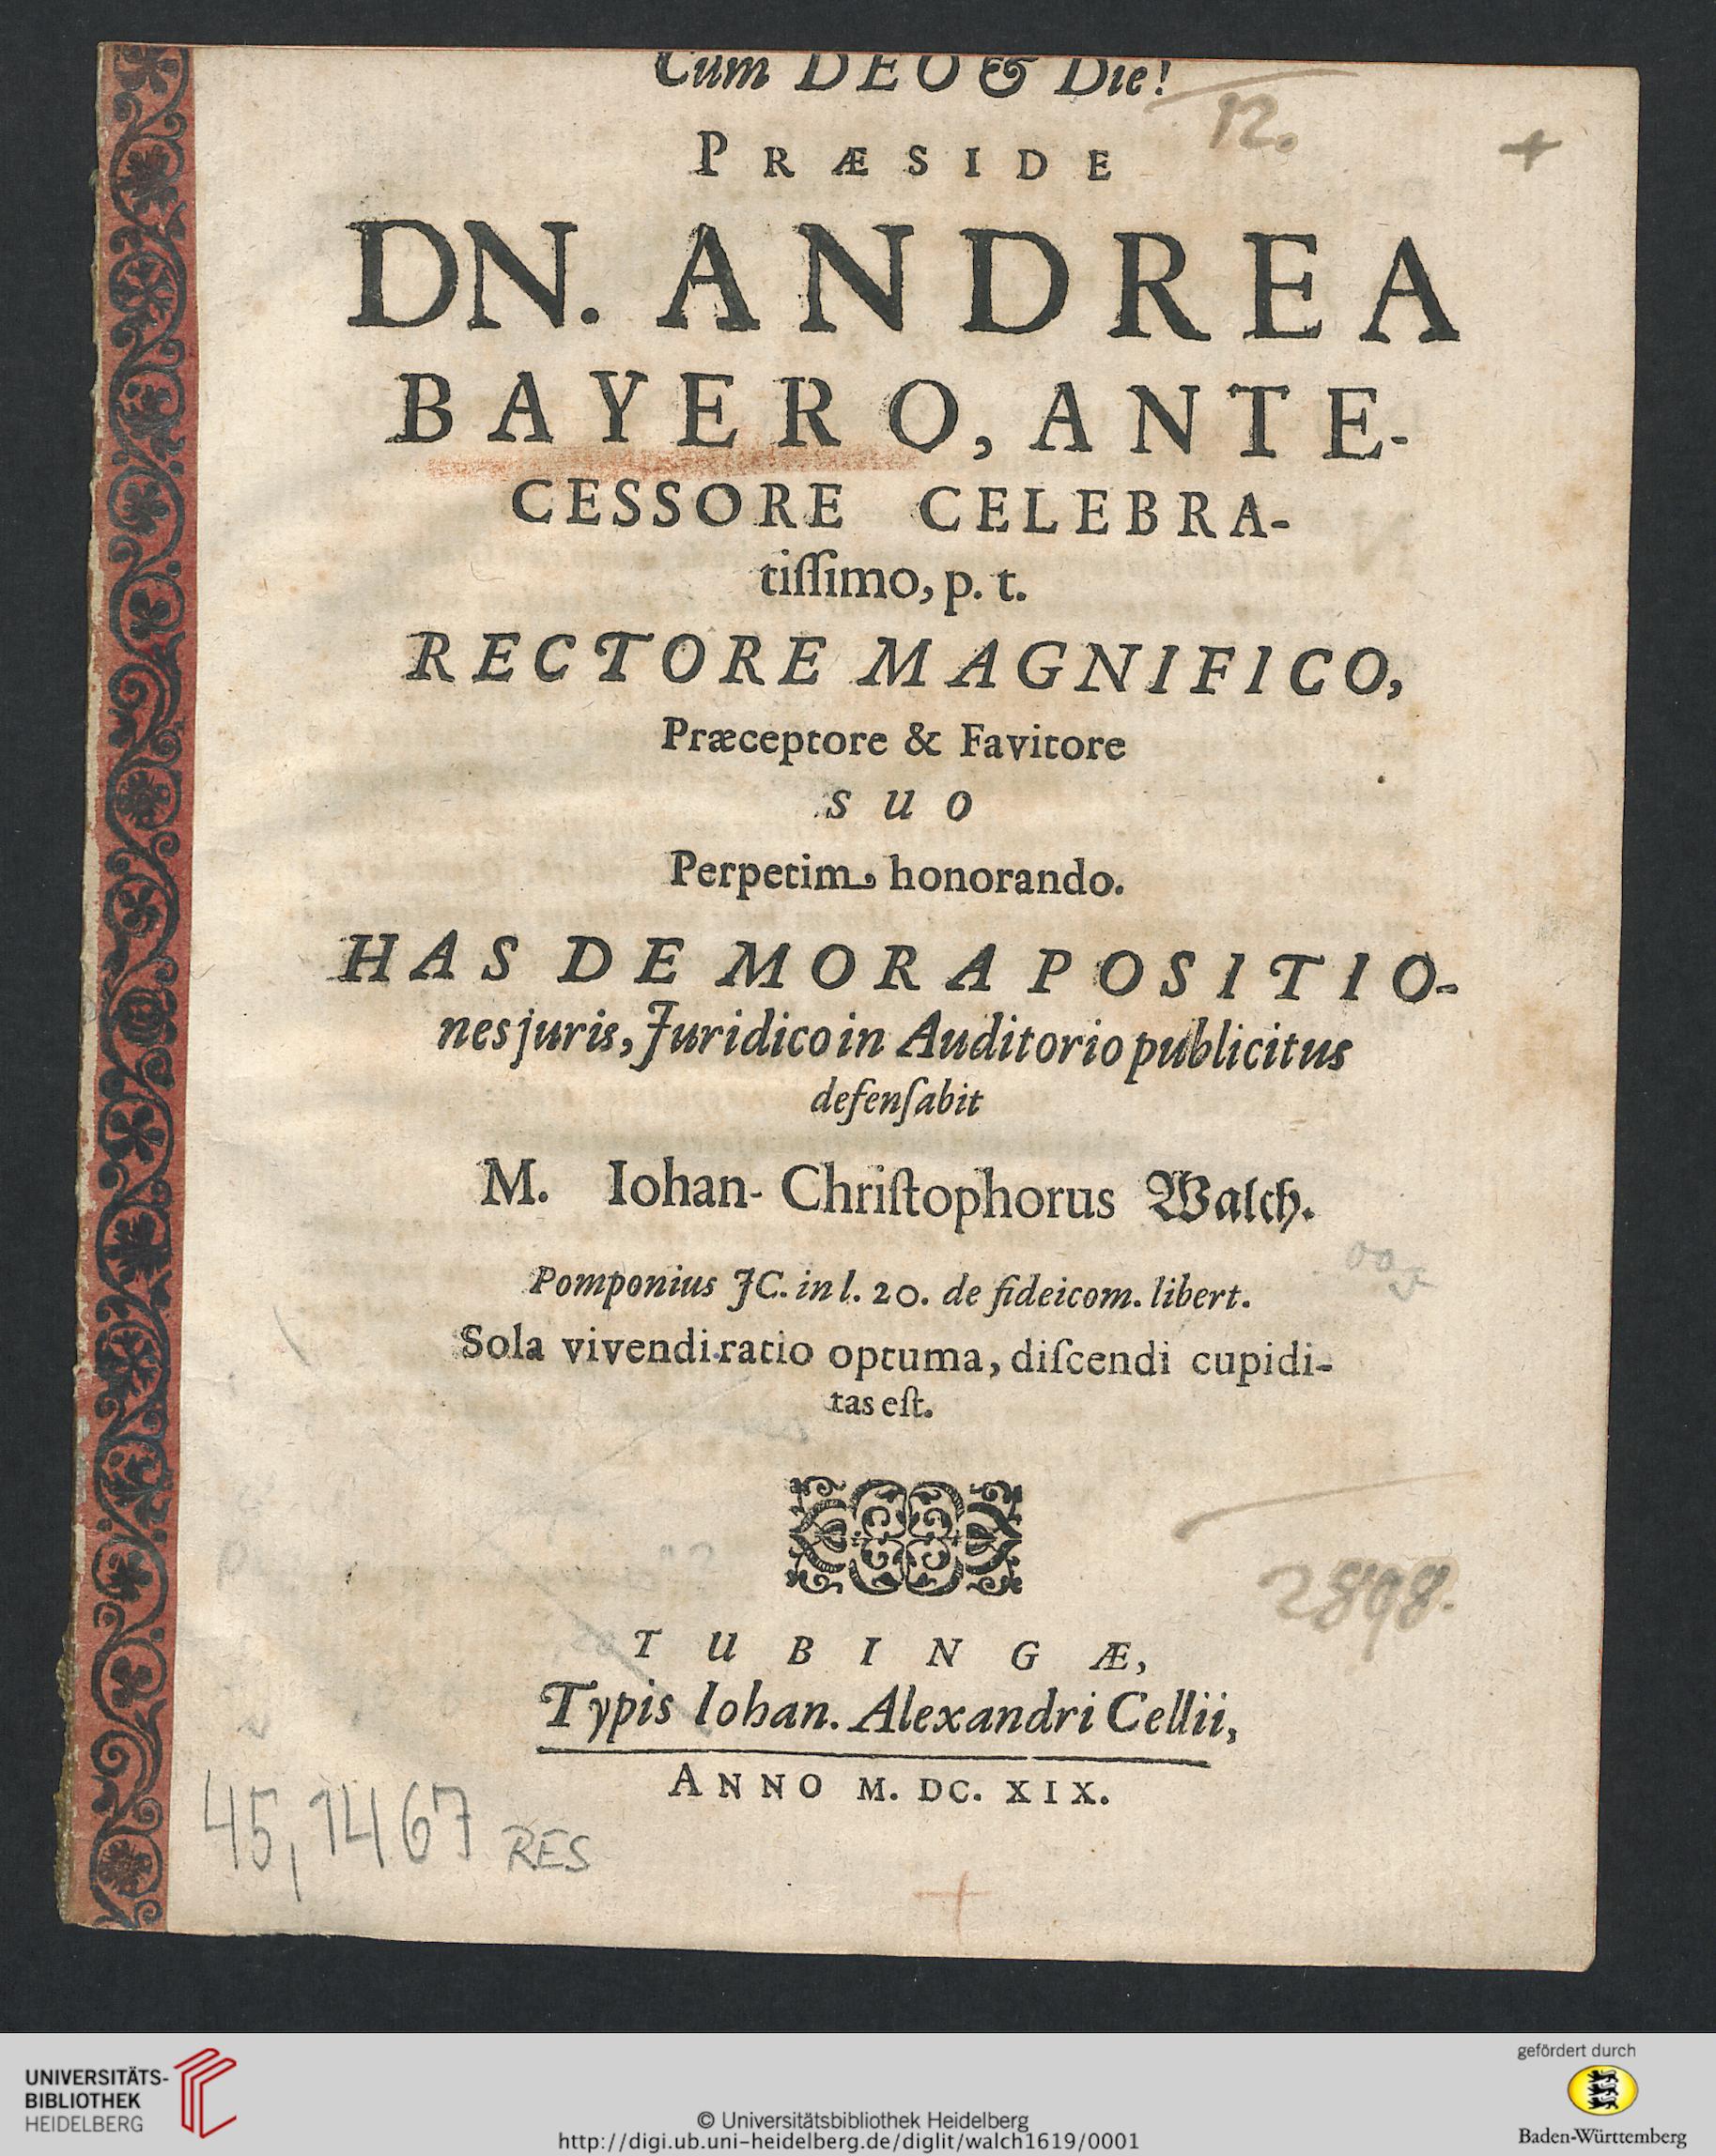 Cum DEO & Die!
12.
PRÆSIDE
DN. ANDREA
BAYERO, ANTE-
CESSORE CELEBRA-
tiſſimo, p. t.
RECTORE MAGNIFICO,
Præceptore & Favitore
SUO
Perpetim honorando.
HAS DE MORA POSITIO-
nes juris, Juridico in Auditorio publicitus
defenſabit
M. Iohan- Chriſtophorus Walch.
Pomponius JC. in l. 20. de fideicom. libert.
Sola vivendi ratio optuma, diſcendi cupidi-
tas eſt.
2898.
TUBINGÆ,
Typis Iohan. Alexandri Cellii,
ANNO M. DC. XIX.
45,1467 RES
UNIVERSITÄTS-
BIBLIOTHEK
HEIDELBERG
© Universitätsbibliothek Heidelberg
http://digi.ub.uni-heidelberg.de/diglit/walch1619/0001
gefördert durch
Baden-Württemberg